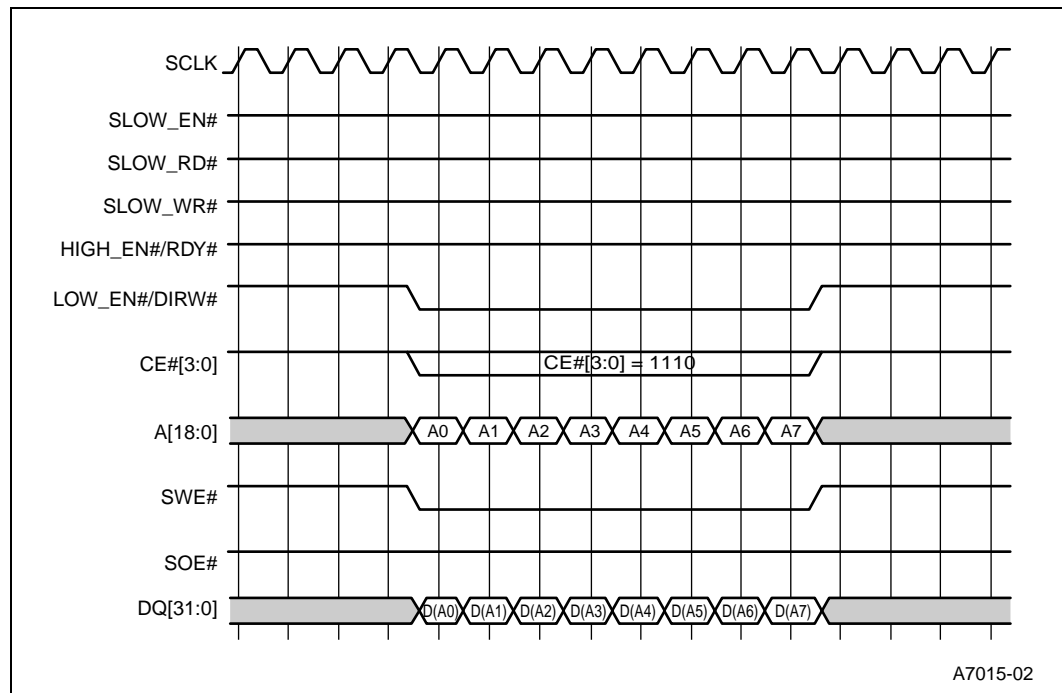 SCLK
SLOW_EN#
SLOW_RD#
SLOW_WR#
HIGH_EN#/RDY#
LOW_EN#/DIRW#
CE#[3:0]
CE#[3:0] = 1110
A[18:0]
A0 A1 A2 A3 A4 A5 A6 A7
SWE#
SOE#
DQ[31:0]
D(A0) D(A1) D(A2) D(A3) D(A4) D(A5) D(A6) D(A7)
A7015-02